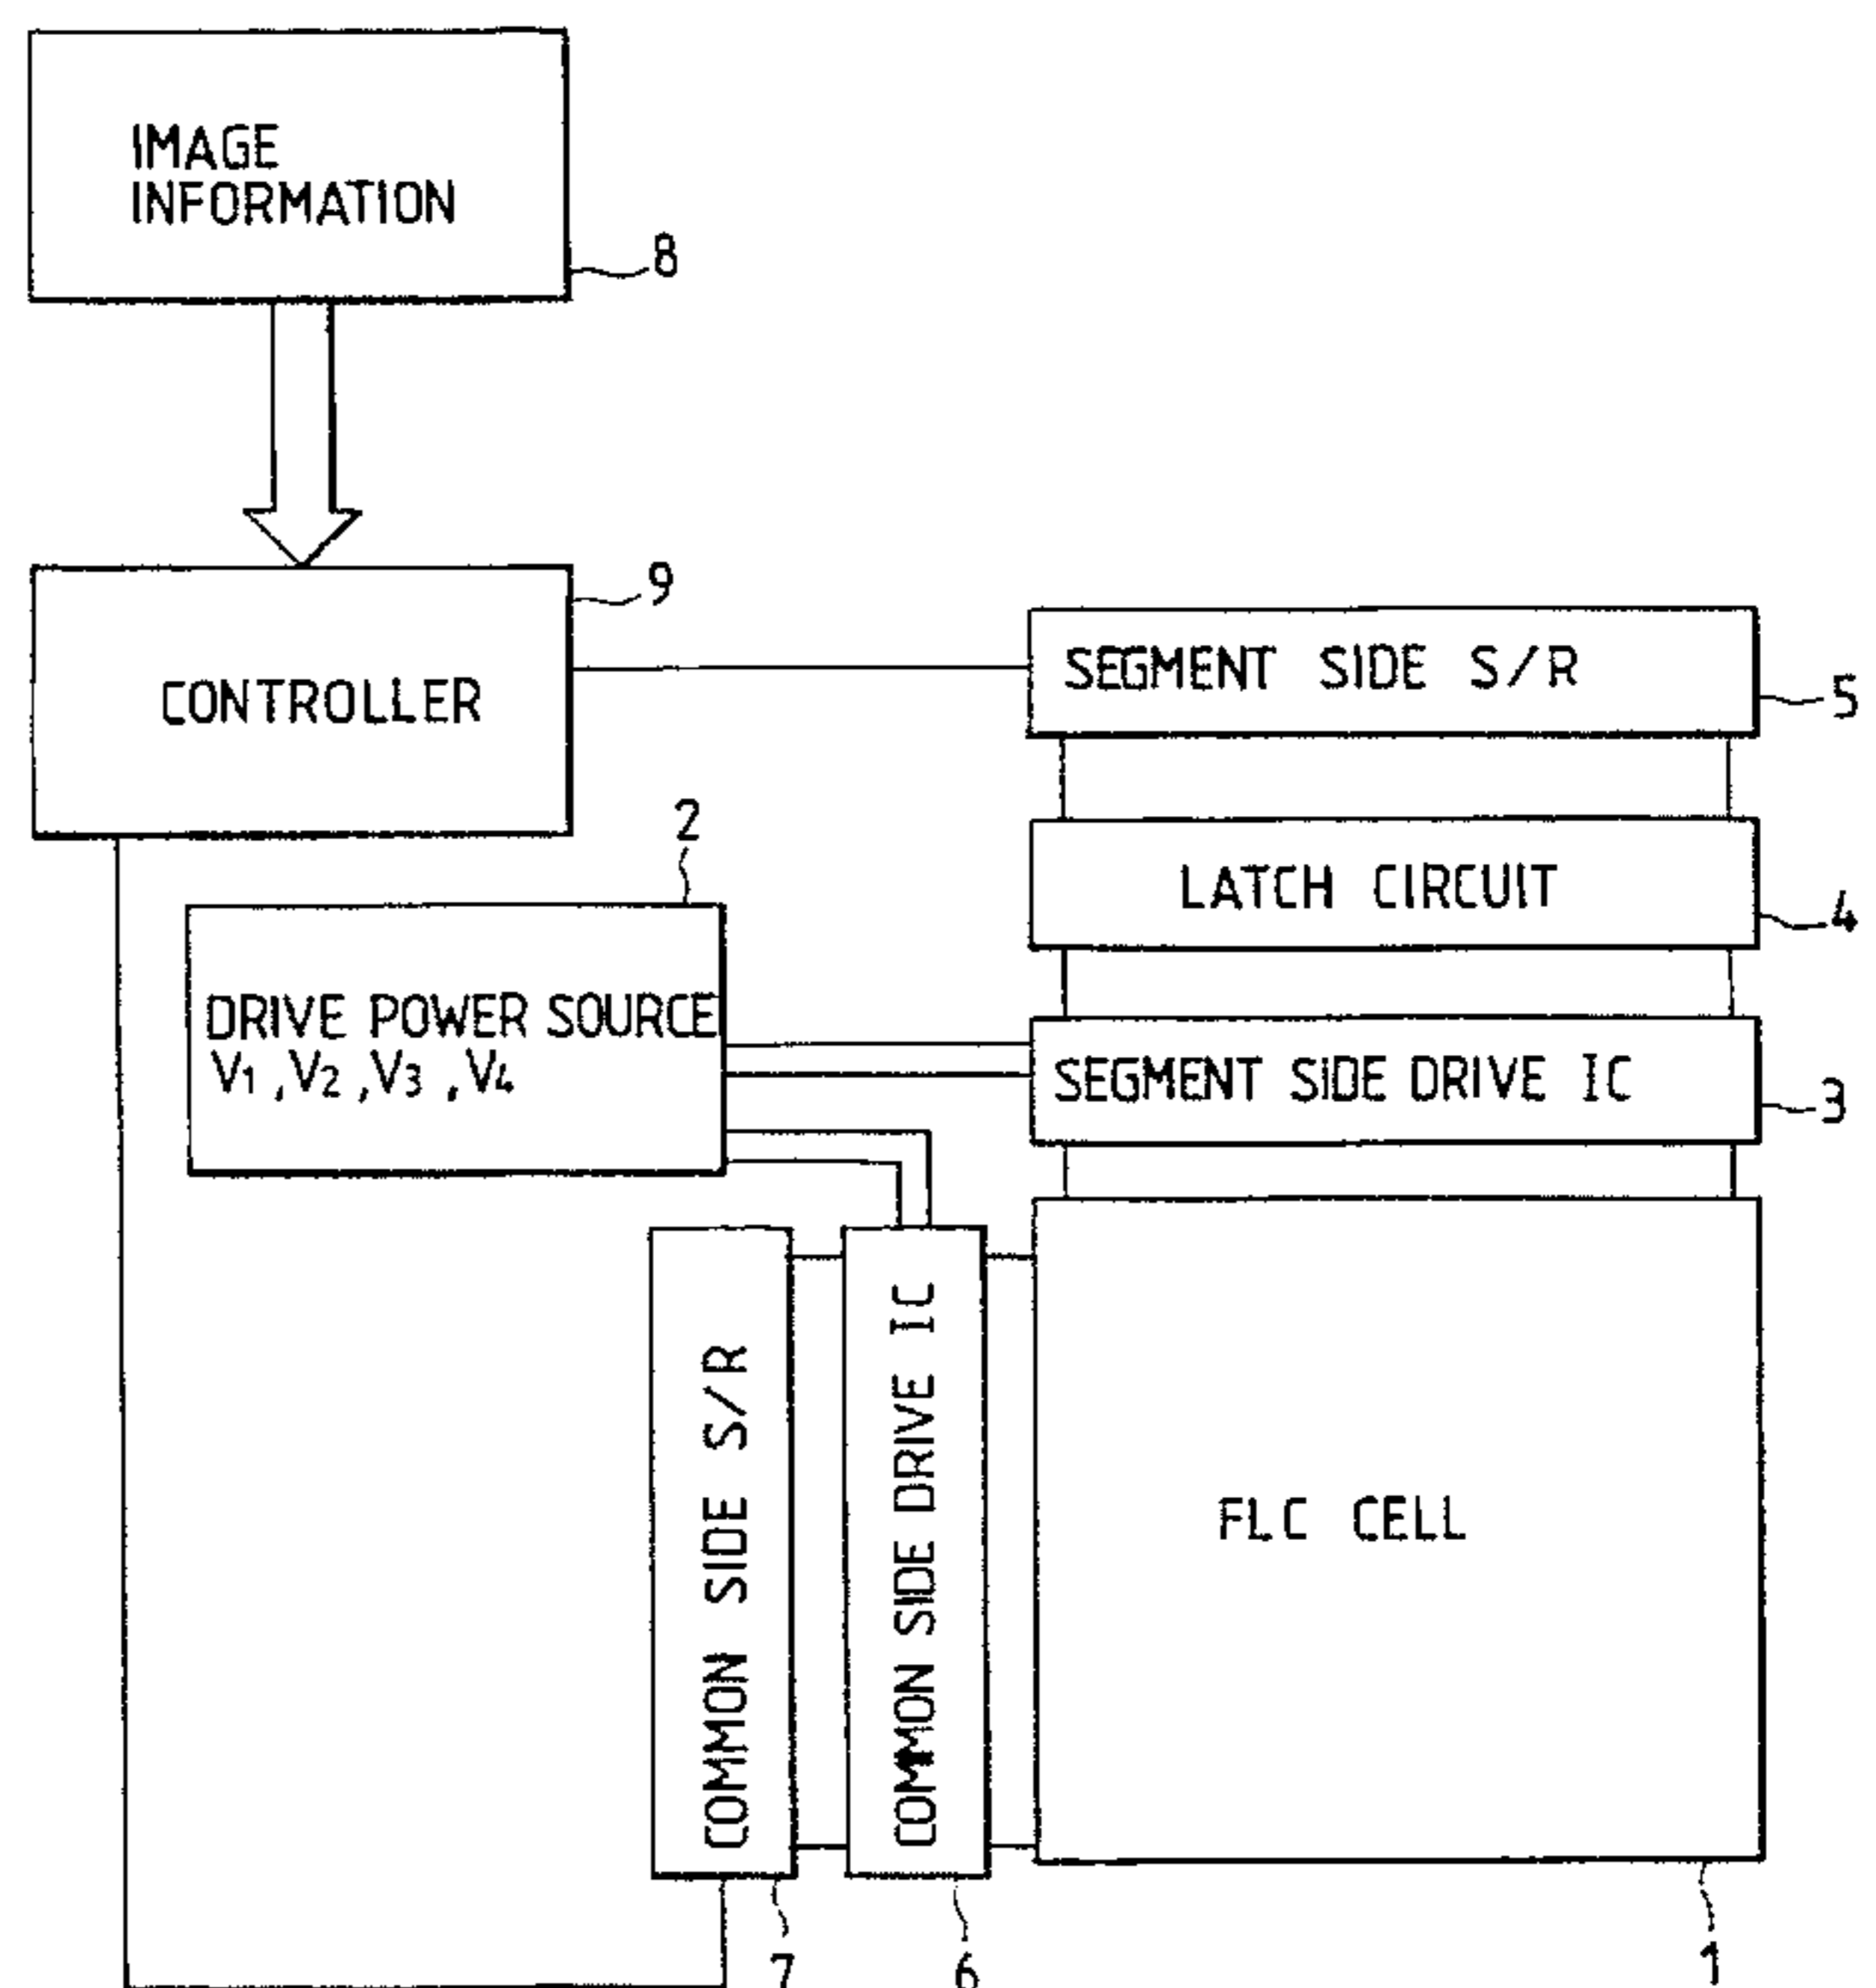 IMAGE
INFORMATION
8
9
CONTROLLER
SEGMENT SIDE S/R
5
2
LATCH CIRCUIT
4
DRIVE POWER SOURCE
V1 ,V2 ,V3 ,V4
SEGMENT SIDE DRIVE IC
3
COMMON SIDE S/R
COMMON SIDE DRIVE IC
FLC CELL
7
6
1